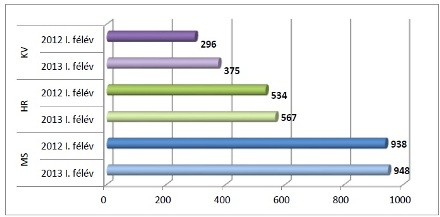 KV
2012 I. félév 296
2013 I. félév 375
HR
2012 I. félév 534
2013 I. félév 567
MS
2012 I. félév 938
2013 I. félév 948
0 200 400 600 800 1000